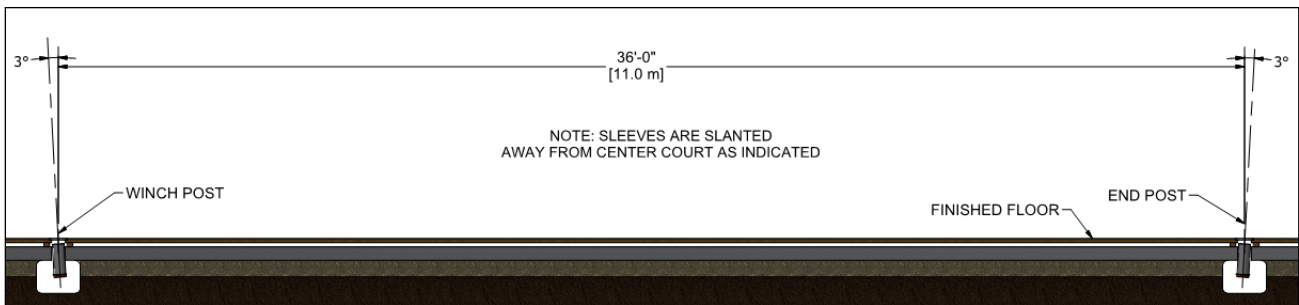 3°
36'-0"
[11.0 m]
3°
NOTE: SLEEVES ARE SLANTED
AWAY FROM CENTER COURT AS INDICATED
WINCH POST
END POST
FINISHED FLOOR